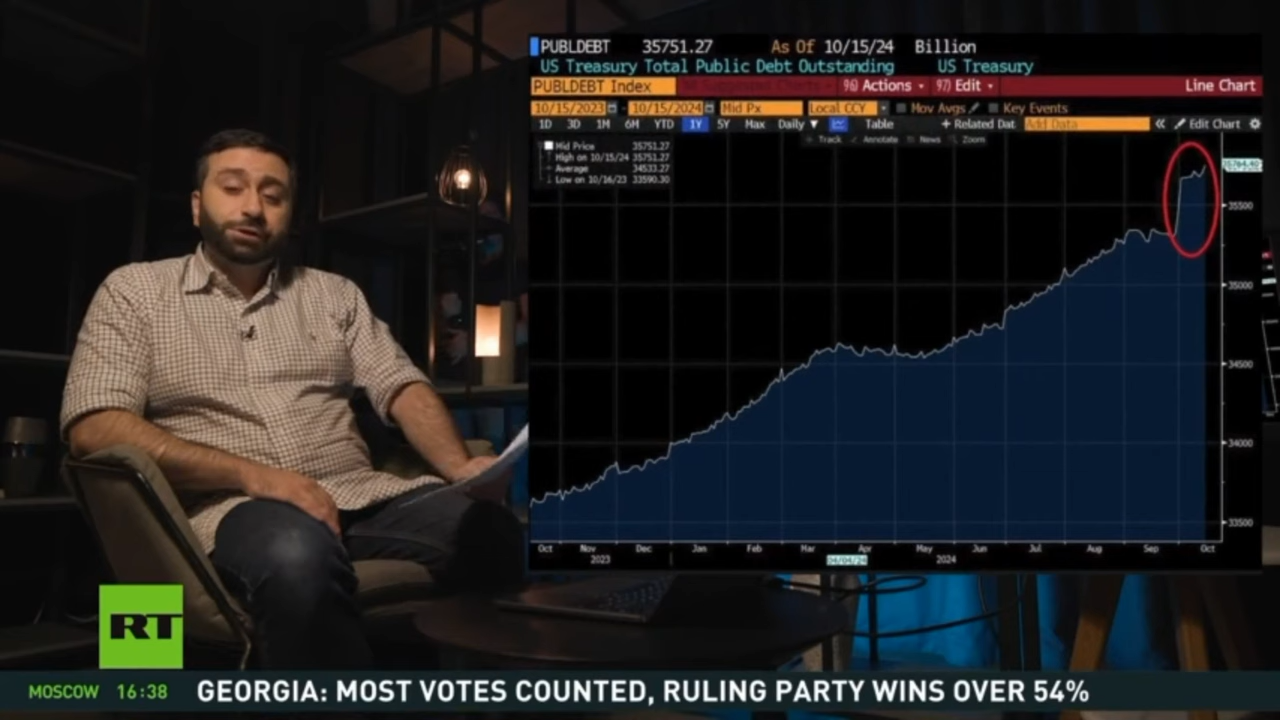 PUBLDEBT 35751.27 As Of 10/15/24 Billion
US Treasury Total Public Debt Outstanding US Treasury
PUBLDEBT Index 96) Actions 97) Edit Line Chart
10/15/2023 - 10/15/2024 Mid Px Local CCY Mov Avgs Key Events
1D 3D 1M 6M YTD 1Y 5Y Max Daily Table + Related Dat Add Data « Edit Chart
Track Annotate News Zoom
Mid Price 35751.27
High on 10/15/24 35751.27
Average 34533.27
Low on 10/16/23 33590.30
35500
35000
34500
34000
33500
Oct Nov Dec Jan Feb Mar Apr May Jun Jul Aug Sep Oct
2023 04/04/24 2024
RT
MOSCOW 16:38 GEORGIA: MOST VOTES COUNTED, RULING PARTY WINS OVER 54%